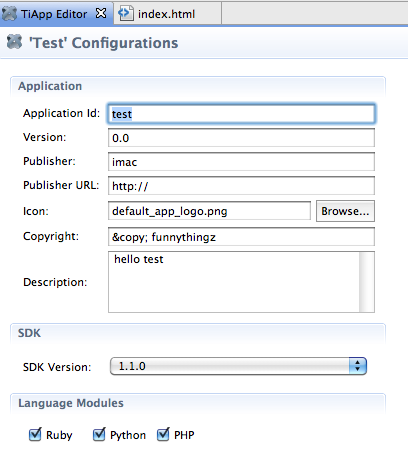 TiApp Editor index.html
'Test' Configurations
Application
Application Id: test
Version: 0.0
Publisher: imac
Publisher URL: http://
Icon: default_app_logo.png Browse...
Copyright: &copy; funnythingz
Description: hello test
SDK
SDK Version: 1.1.0
Language Modules
Ruby Python PHP